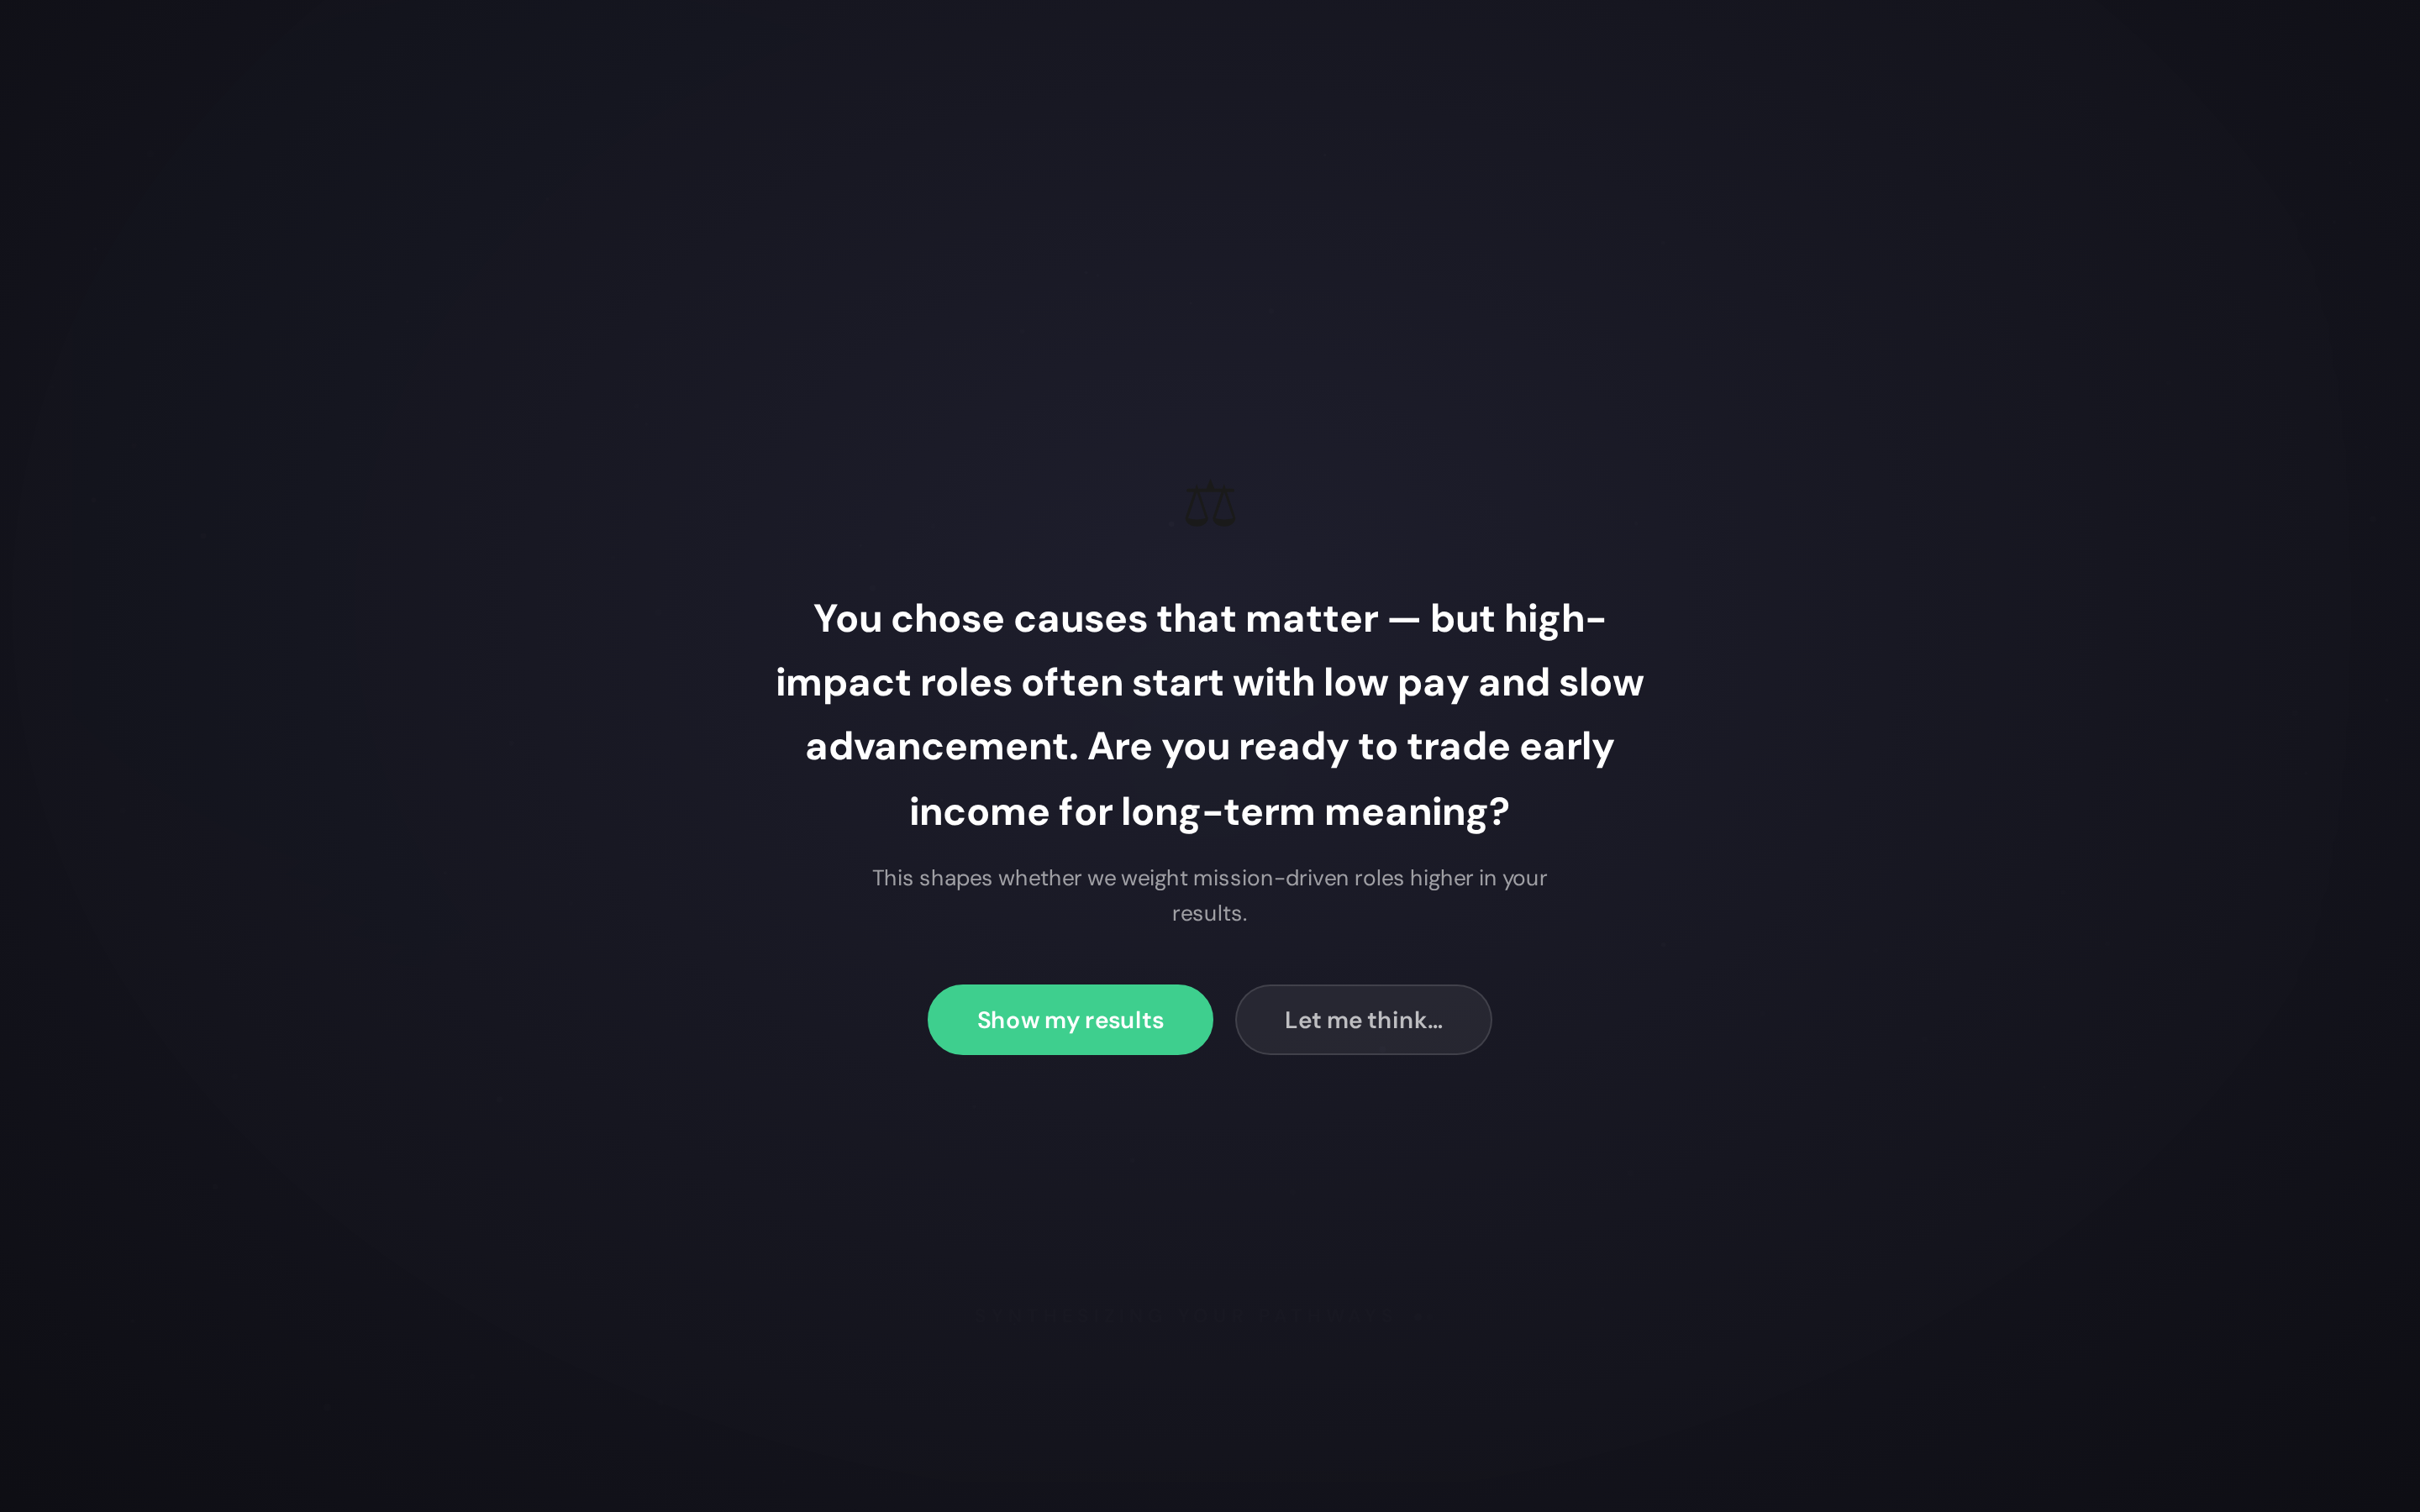 You chose causes that matter — but high-
impact roles often start with low pay and slow
advancement. Are you ready to trade early
income for long-term meaning?
This shapes whether we weight mission-driven roles higher in your
results.
Show my results
Let me think...